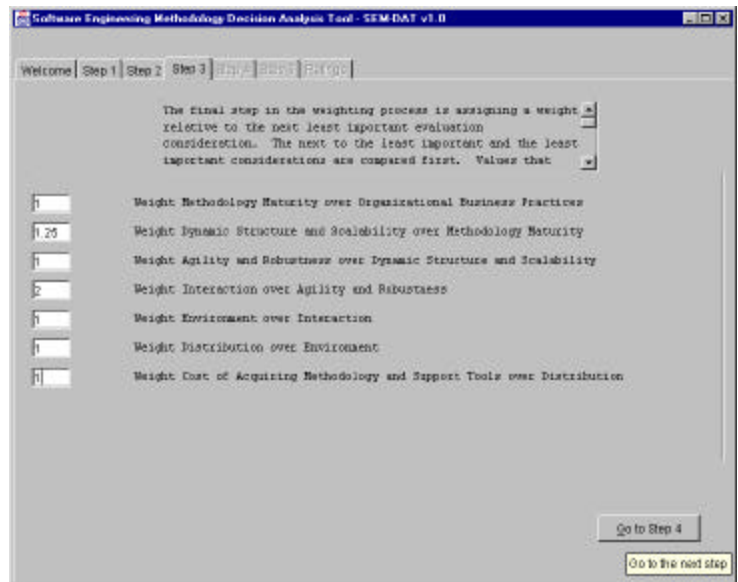 Software Engineering Methodology Decision Analysis Tool - SEM-DAT v1.0
Welcome Step 1 Step 2 Step 3 Step 4 Step 5 Ratings
The final step in the weighting process is assigning a weight
relative to the next least important evaluation
consideration. The next to the least important and the least
important considerations are compared first. Values that
1 Weight Methodology Maturity over Organizational Business Practices
1.25 Weight Dynamic Structure and Scalability over Methodology Maturity
1 Weight Agility and Robustness over Dynamic Structure and Scalability
2 Weight Interaction over Agility and Robustness
1 Weight Environment over Interaction
1 Weight Distribution over Environment
1 Weight Cost of Acquiring Methodology and Support Tools over Distribution
Go to Step 4
Go to the next step